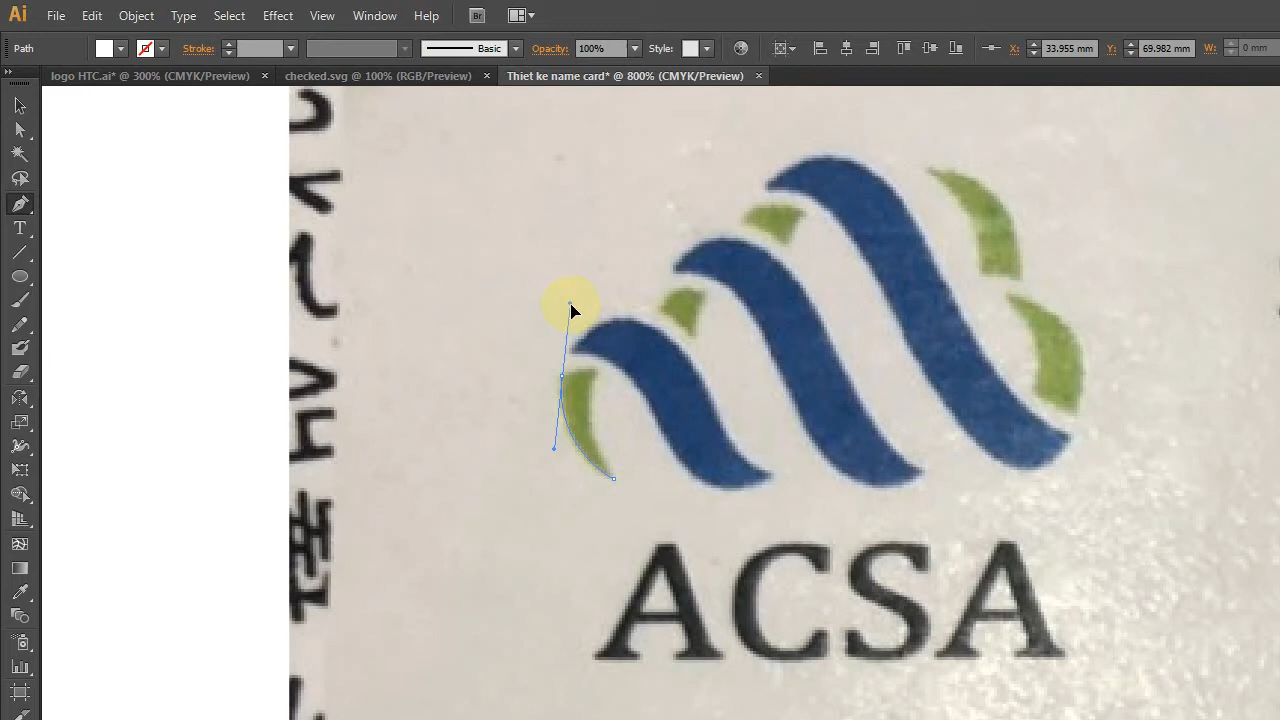 Ai File Edit Object Type Select Effect View Window Help Br
Path Stroke: Basic Opacity: 100% Style: X: 33.955 mm Y: 69.982 mm W: 0 mm
logo HTC.ai* @ 300% (CMYK/Preview) × checked.svg @ 100% (RGB/Preview) × Thiet ke name card* @ 800% (CMYK/Preview) ×
ACSA